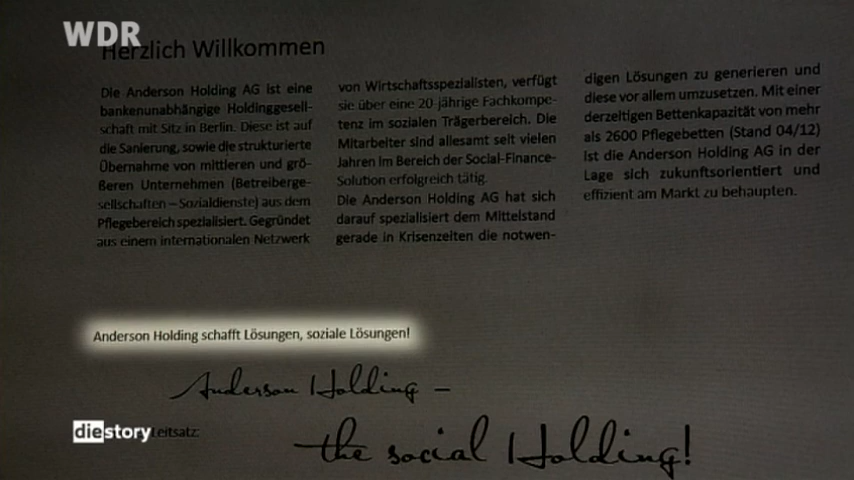 WDR
Herzlich Willkommen
Die Anderson Holding AG ist eine
bankenunabhängige Holdinggesell-
schaft mit Sitz in Berlin. Diese ist auf
die Sanierung, sowie die strukturierte
Übernahme von mittleren und grö-
ßeren Unternehmen (Betreiberge-
sellschaften – Sozialdienste) aus dem
Pflegebereich spezialisiert. Gegründet
aus einem internationalen Netzwerk
von Wirtschaftsspezialisten, verfügt
sie über eine 20 jährige Fachkompe-
tenz im sozialen Trägerbereich. Die
Mitarbeiter sind allesamt seit vielen
Jahren im Bereich der Social-Finance-
Solution erfolgreich tätig.
Die Anderson Holding AG hat sich
darauf spezialisiert dem Mittelstand
gerade in Krisenzeiten die notwen-
digen Lösungen zu generieren und
diese vor allem umzusetzen. Mit einer
derzeitigen Bettenkapazität von mehr
als 2600 Pflegebetten (Stand 04/12)
ist die Anderson Holding AG in der
Lage sich zukunftsorientiert und
effizient am Markt zu behaupten.
Anderson Holding schafft Lösungen, soziale Lösungen!
Anderson Holding –
diestory Leitsatz:
the social Holding!